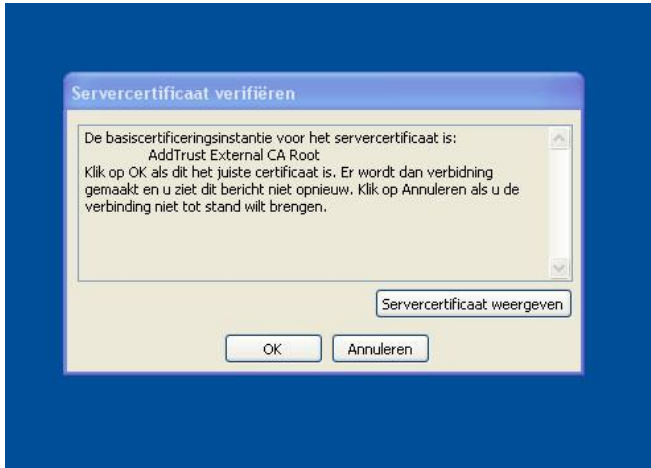 Servercertificaat verifiëren
De basiscertificeringsinstantie voor het servercertificaat is:
AddTrust External CA Root
Klik op OK als dit het juiste certificaat is. Er wordt dan verbidning
gemaakt en u ziet dit bericht niet opnieuw. Klik op Annuleren als u de
verbinding niet tot stand wilt brengen.
Servercertificaat weergeven
OK
Annuleren